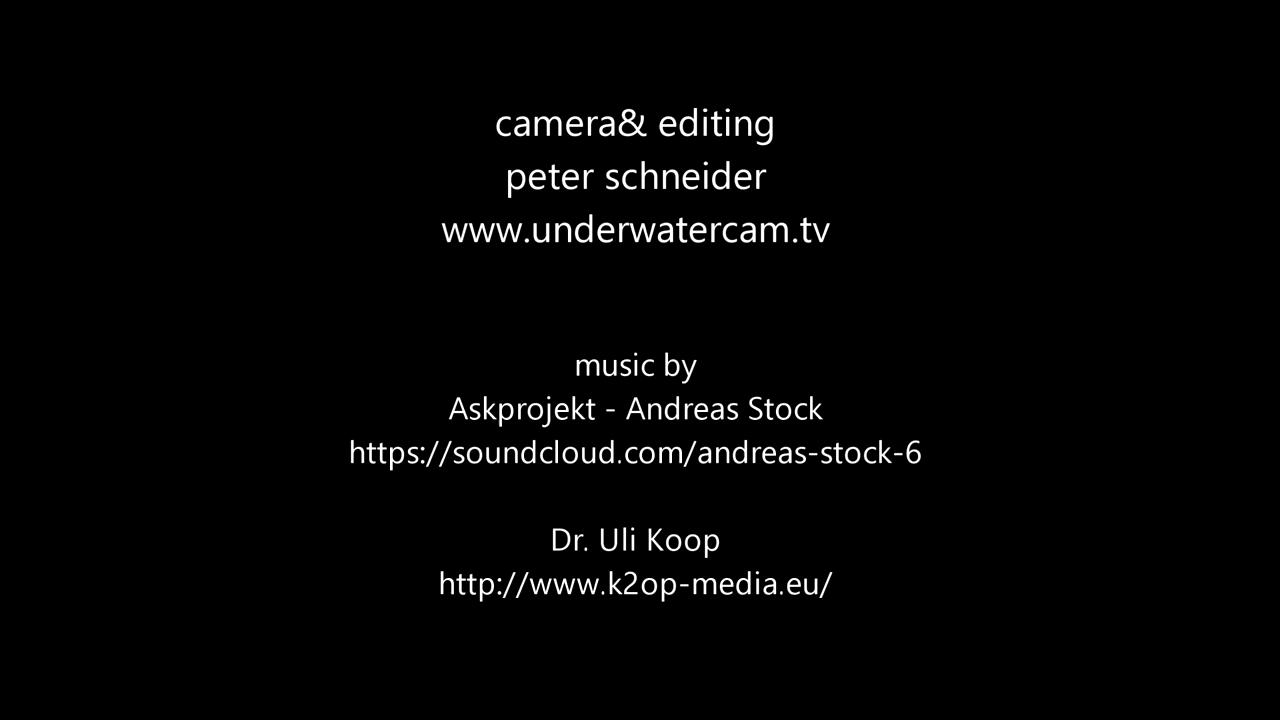 camera& editing
peter schneider
www.underwatercam.tv
music by
Askprojekt - Andreas Stock
https://soundcloud.com/andreas-stock-6
Dr. Uli Koop
http://www.k2op-media.eu/